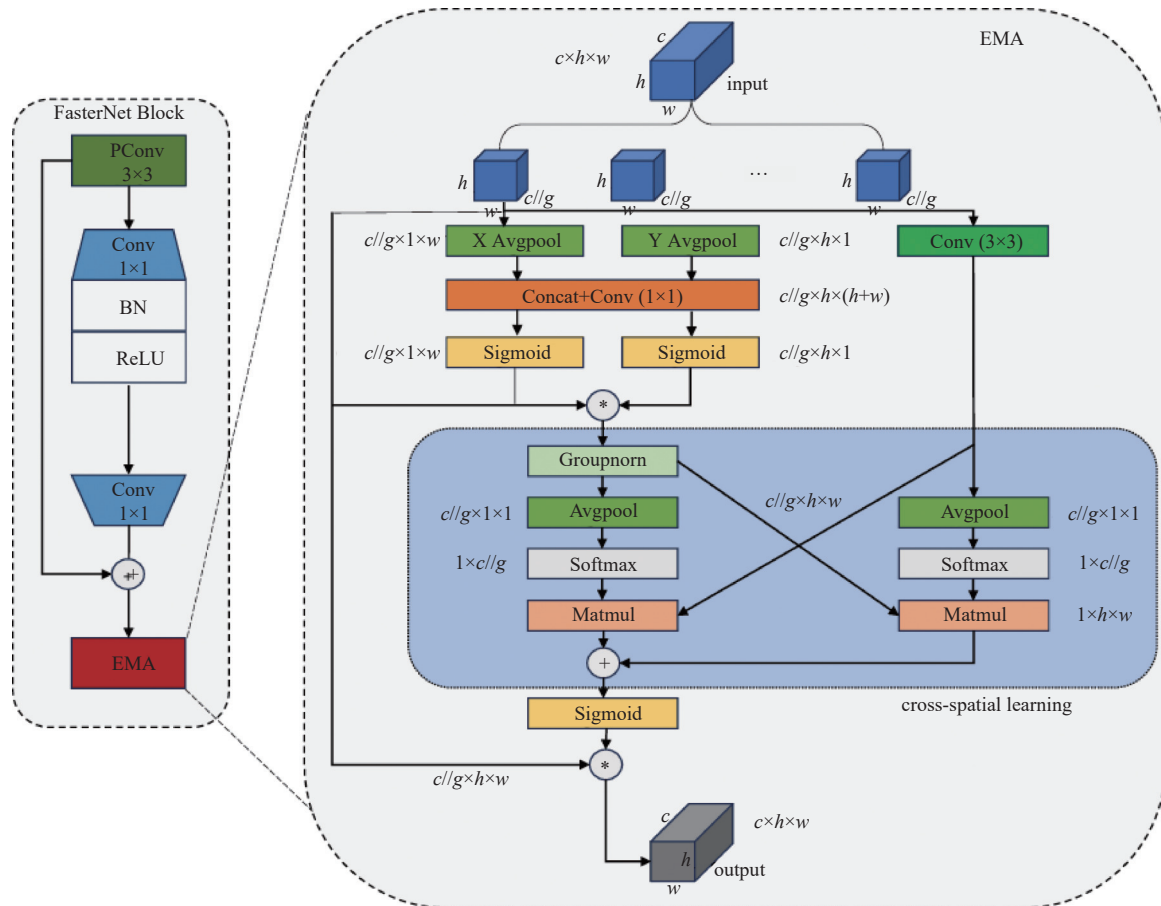 FasterNet Block
PConv
3×3
Conv
1×1
BN
ReLU
Conv
1×1
++
EMA
EMA
c
c×h×w
h
input
w
h
c//g
w
h
c//g
w
…
h
c//g
w
c//g×1×w
X Avgpool
Y Avgpool
c//g×h×1
Conv (3×3)
Concat+Conv (1×1)
c//g×h×(h+w)
c//g×1×w
Sigmoid
Sigmoid
c//g×h×1
*
Groupnorn
c//g×h×w
c//g×1×1
Avgpool
Avgpool
c//g×1×1
1×c//g
Softmax
Softmax
1×c//g
Matmul
Matmul
1×h×w
+
cross-spatial learning
Sigmoid
*
c//g×h×w
c
c×h×w
h
output
w